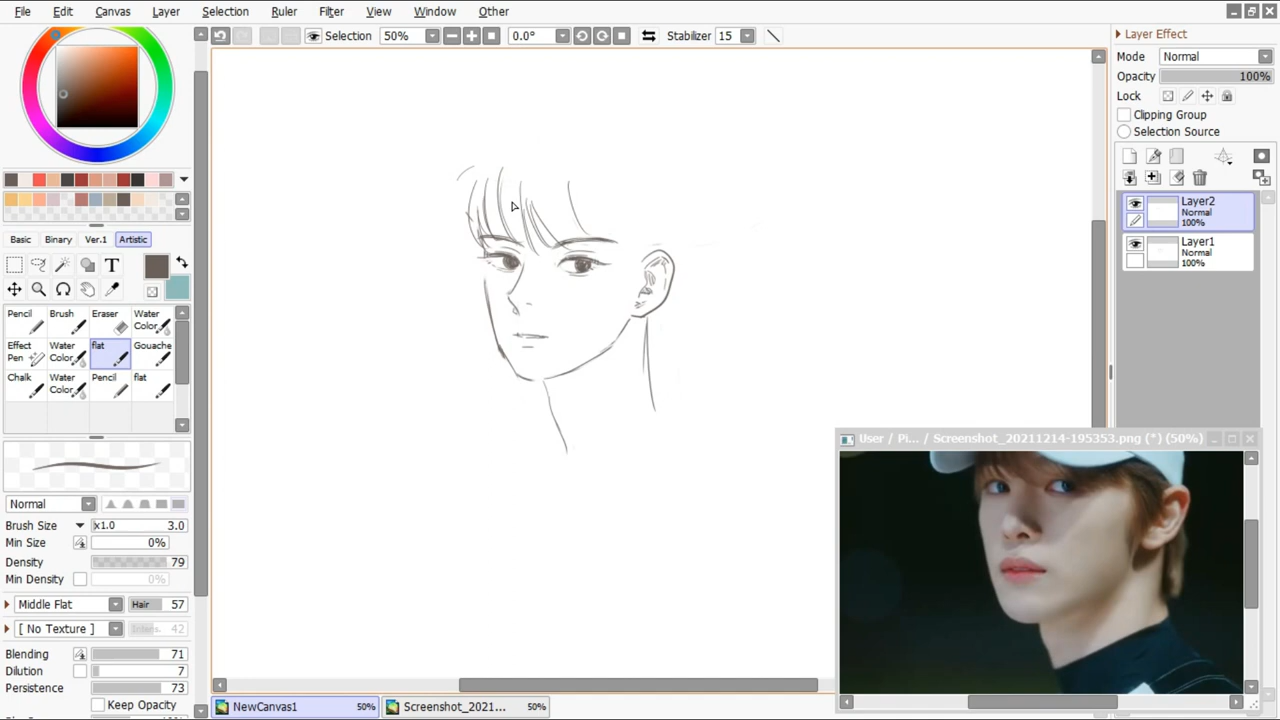 File Edit Canvas Layer Selection Ruler Filter View Window Other
Selection 50% 0.0° Stabilizer 15
Layer Effect
Mode Normal
Opacity 100%
Lock
Clipping Group
Selection Source
Layer2
Normal
100%
Layer1
Normal
100%
Basic Binary Ver.1 Artistic
T
Pencil Brush Eraser Water Color
Effect Pen Water Color flat Gouache
Chalk Water Color Pencil flat
Normal
Brush Size x1.0 3.0
Min Size 0%
Density 79
Min Density 0%
Middle Flat Hair 57
[ No Texture ] 42
Blending 71
Dilution 7
Persistence 73
Keep Opacity
User / Pi... / Screenshot_20211214-195353.png (*) (50%)
NewCanvas1 50% Screenshot_2021... 50%